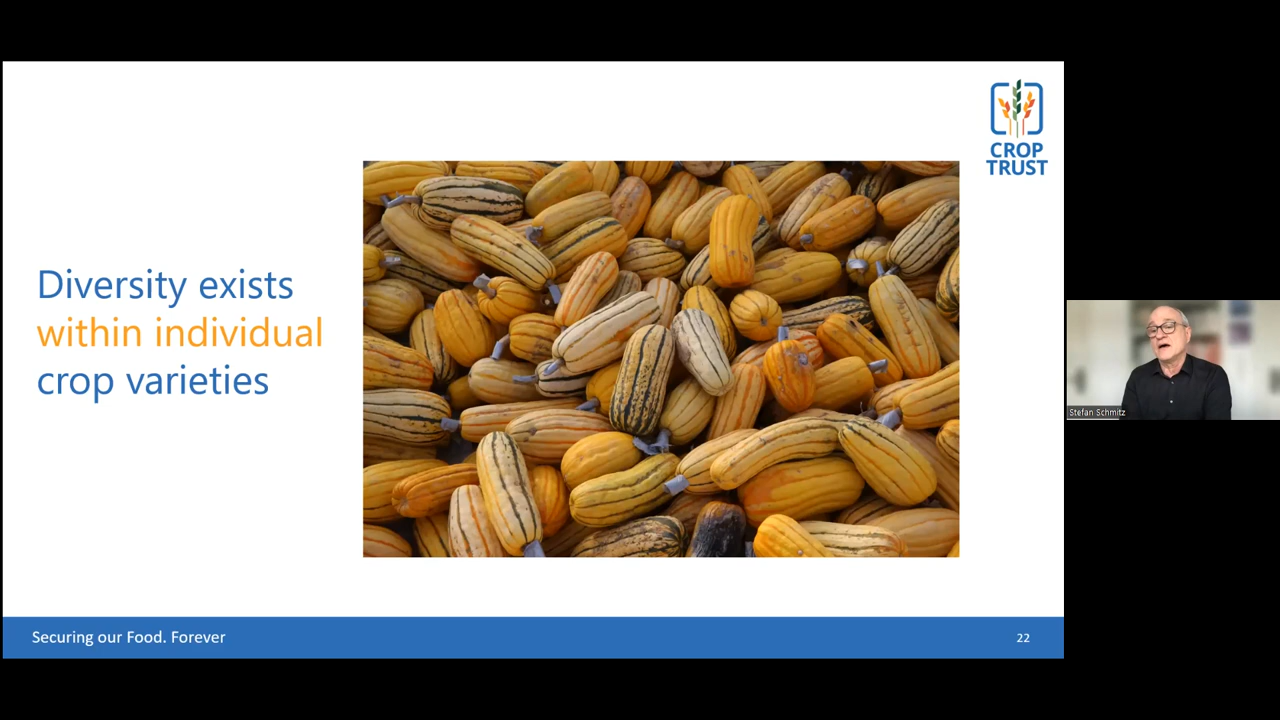 CROP
TRUST
Diversity exists
within individual
crop varieties
Stefan Schmitz
Securing our Food. Forever
22